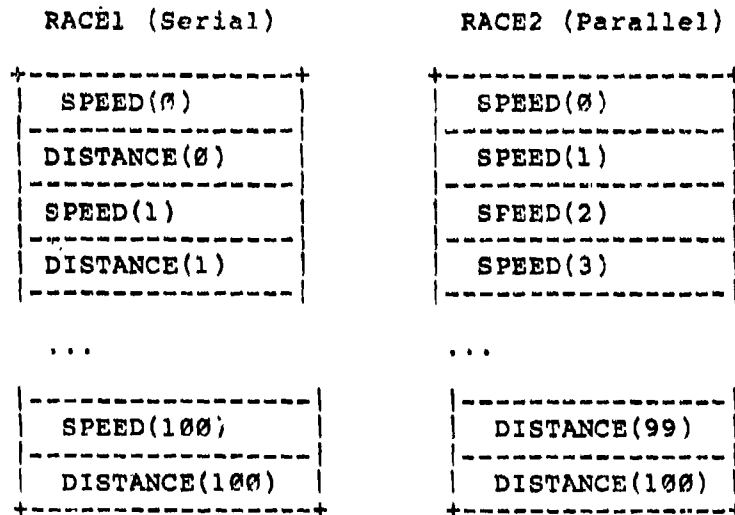 RACE1 (Serial) RACE2 (Parallel)
SPEED(0) SPEED(0)
DISTANCE(0) SPEED(1)
SPEED(1) SFEED(2)
DISTANCE(1) SPEED(3)
... ...
SPEED(100) DISTANCE(99)
DISTANCE(100) DISTANCE(100)